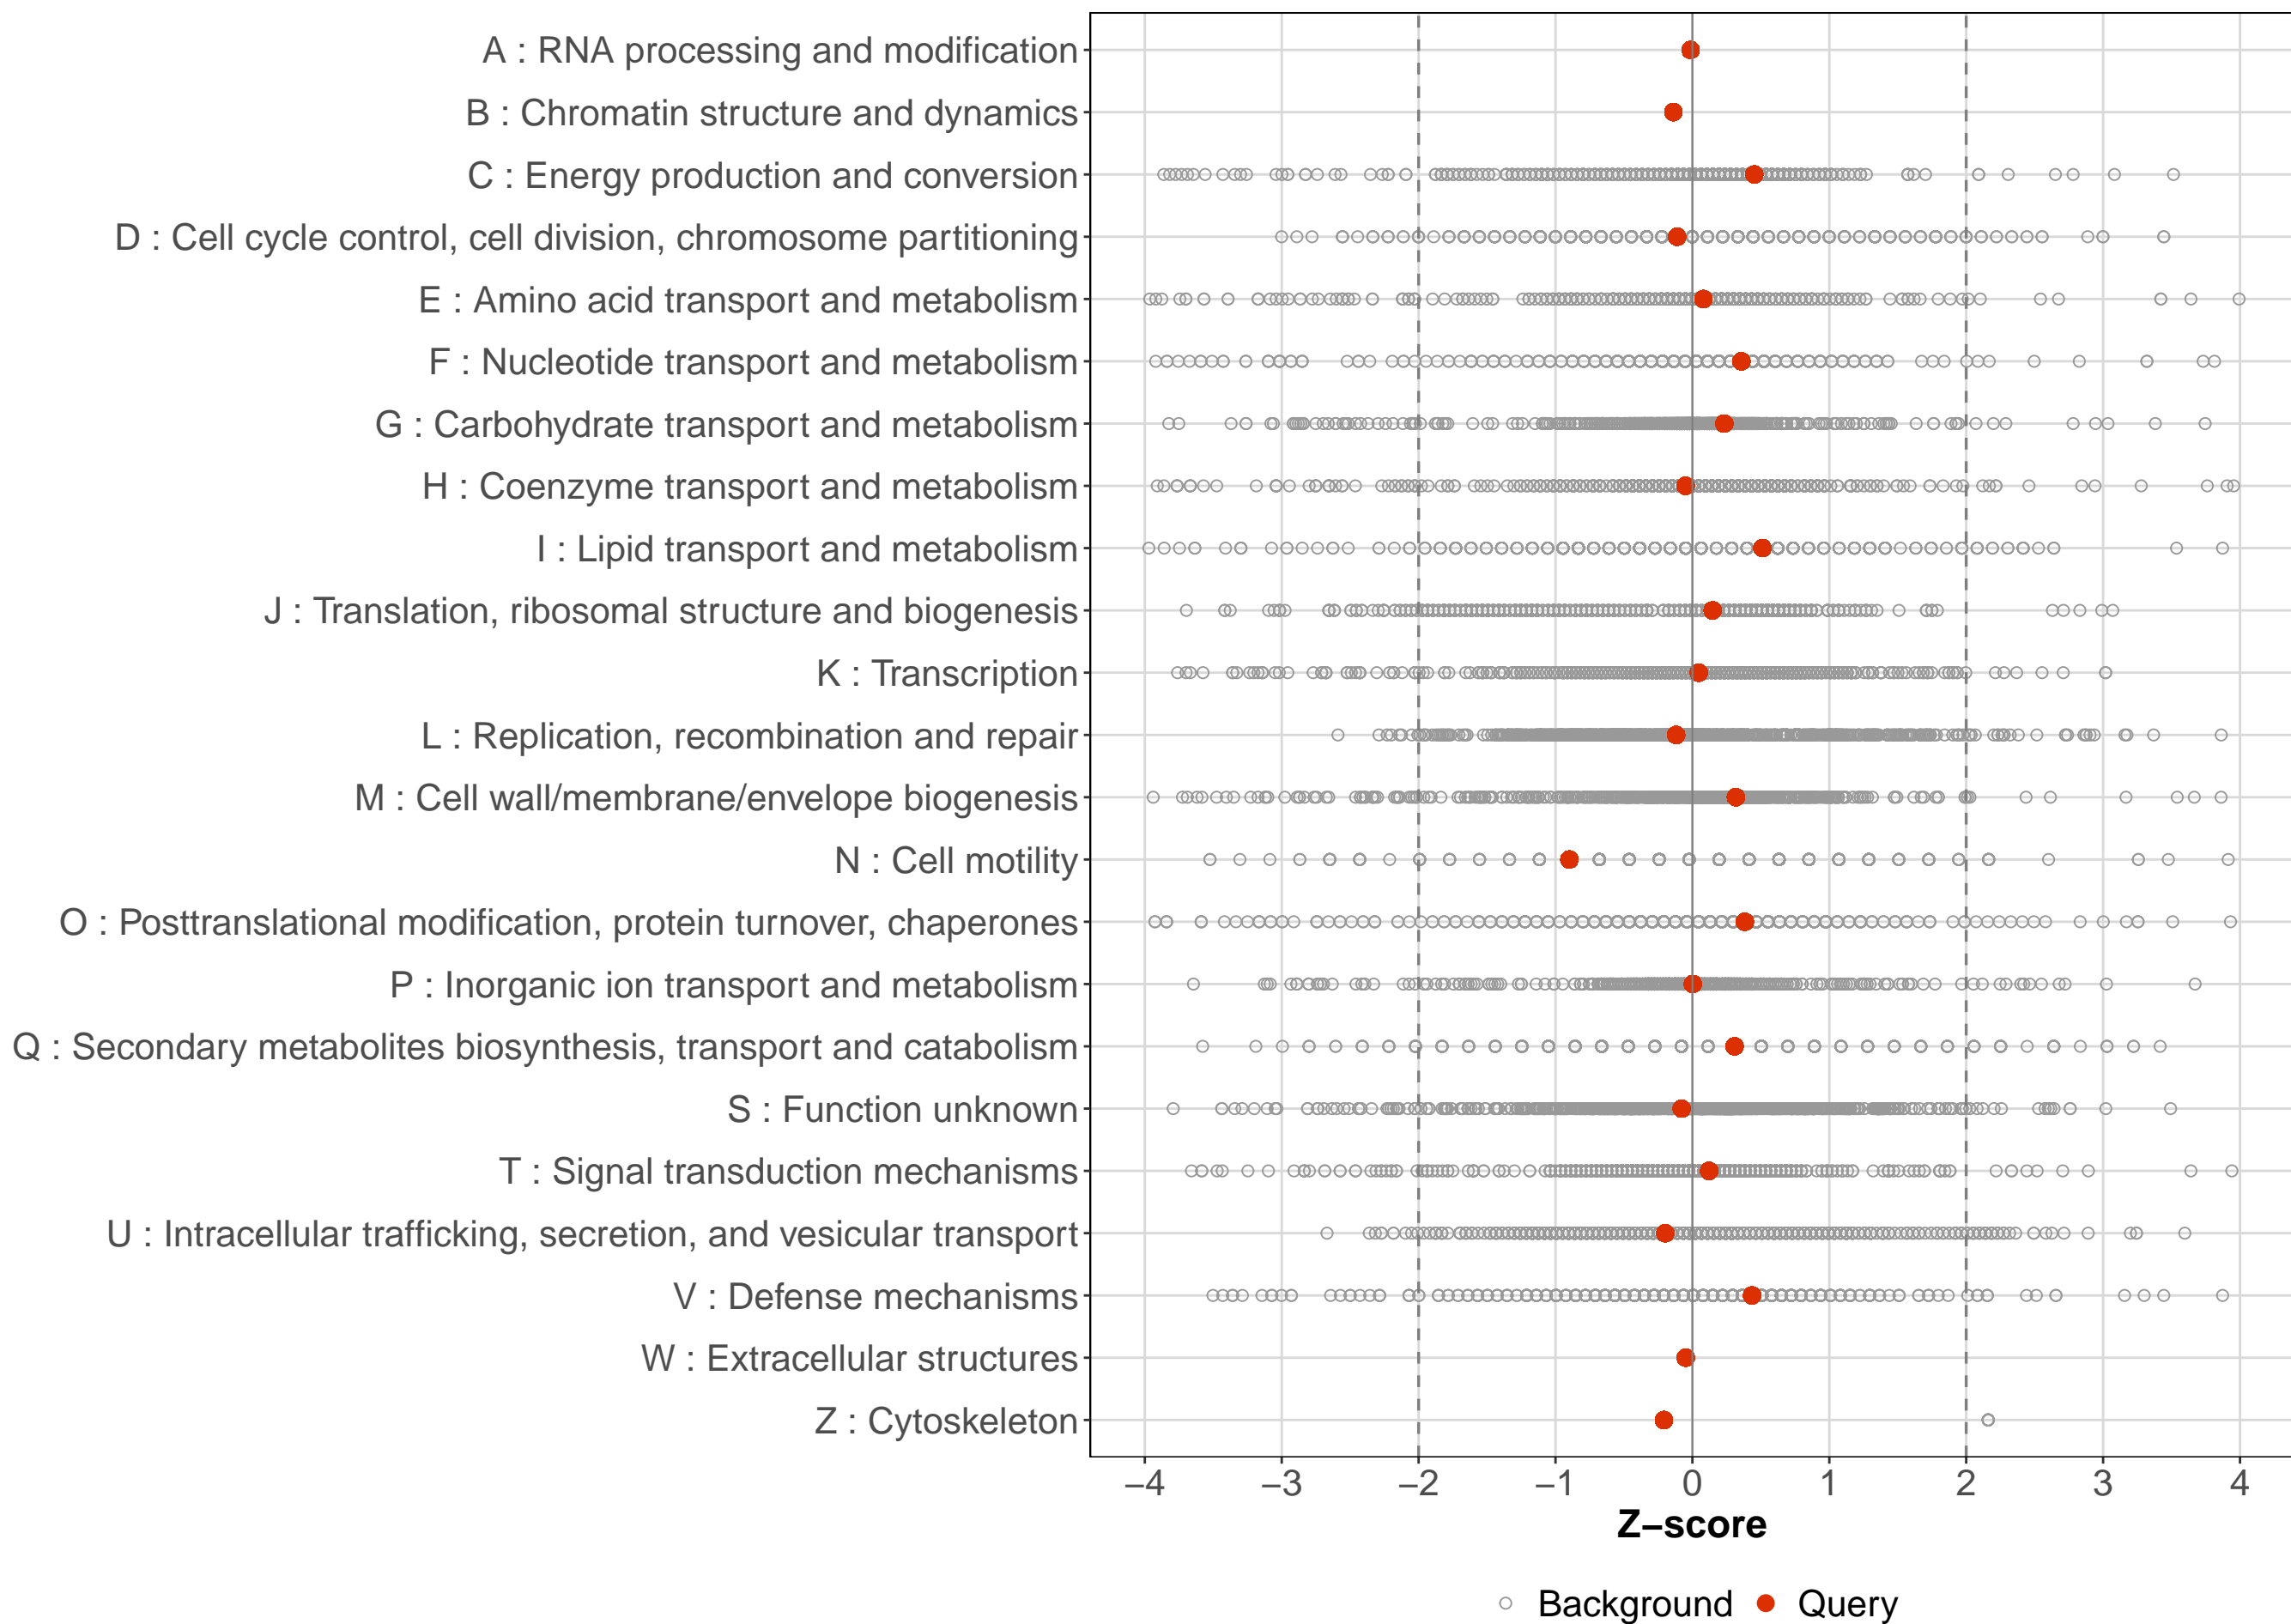 A : RNA processing and modification
B : Chromatin structure and dynamics
C : Energy production and conversion
D : Cell cycle control, cell division, chromosome partitioning
E : Amino acid transport and metabolism
F : Nucleotide transport and metabolism
G : Carbohydrate transport and metabolism
H : Coenzyme transport and metabolism
I : Lipid transport and metabolism
J : Translation, ribosomal structure and biogenesis
K : Transcription
L : Replication, recombination and repair
M : Cell wall/membrane/envelope biogenesis
N : Cell motility
O : Posttranslational modification, protein turnover, chaperones
P : Inorganic ion transport and metabolism
Q : Secondary metabolites biosynthesis, transport and catabolism
S : Function unknown
T : Signal transduction mechanisms
U : Intracellular trafficking, secretion, and vesicular transport
V : Defense mechanisms
W : Extracellular structures
Z : Cytoskeleton
−4 −3 −2 −1 0 1 2 3 4
Z−score
Background Query